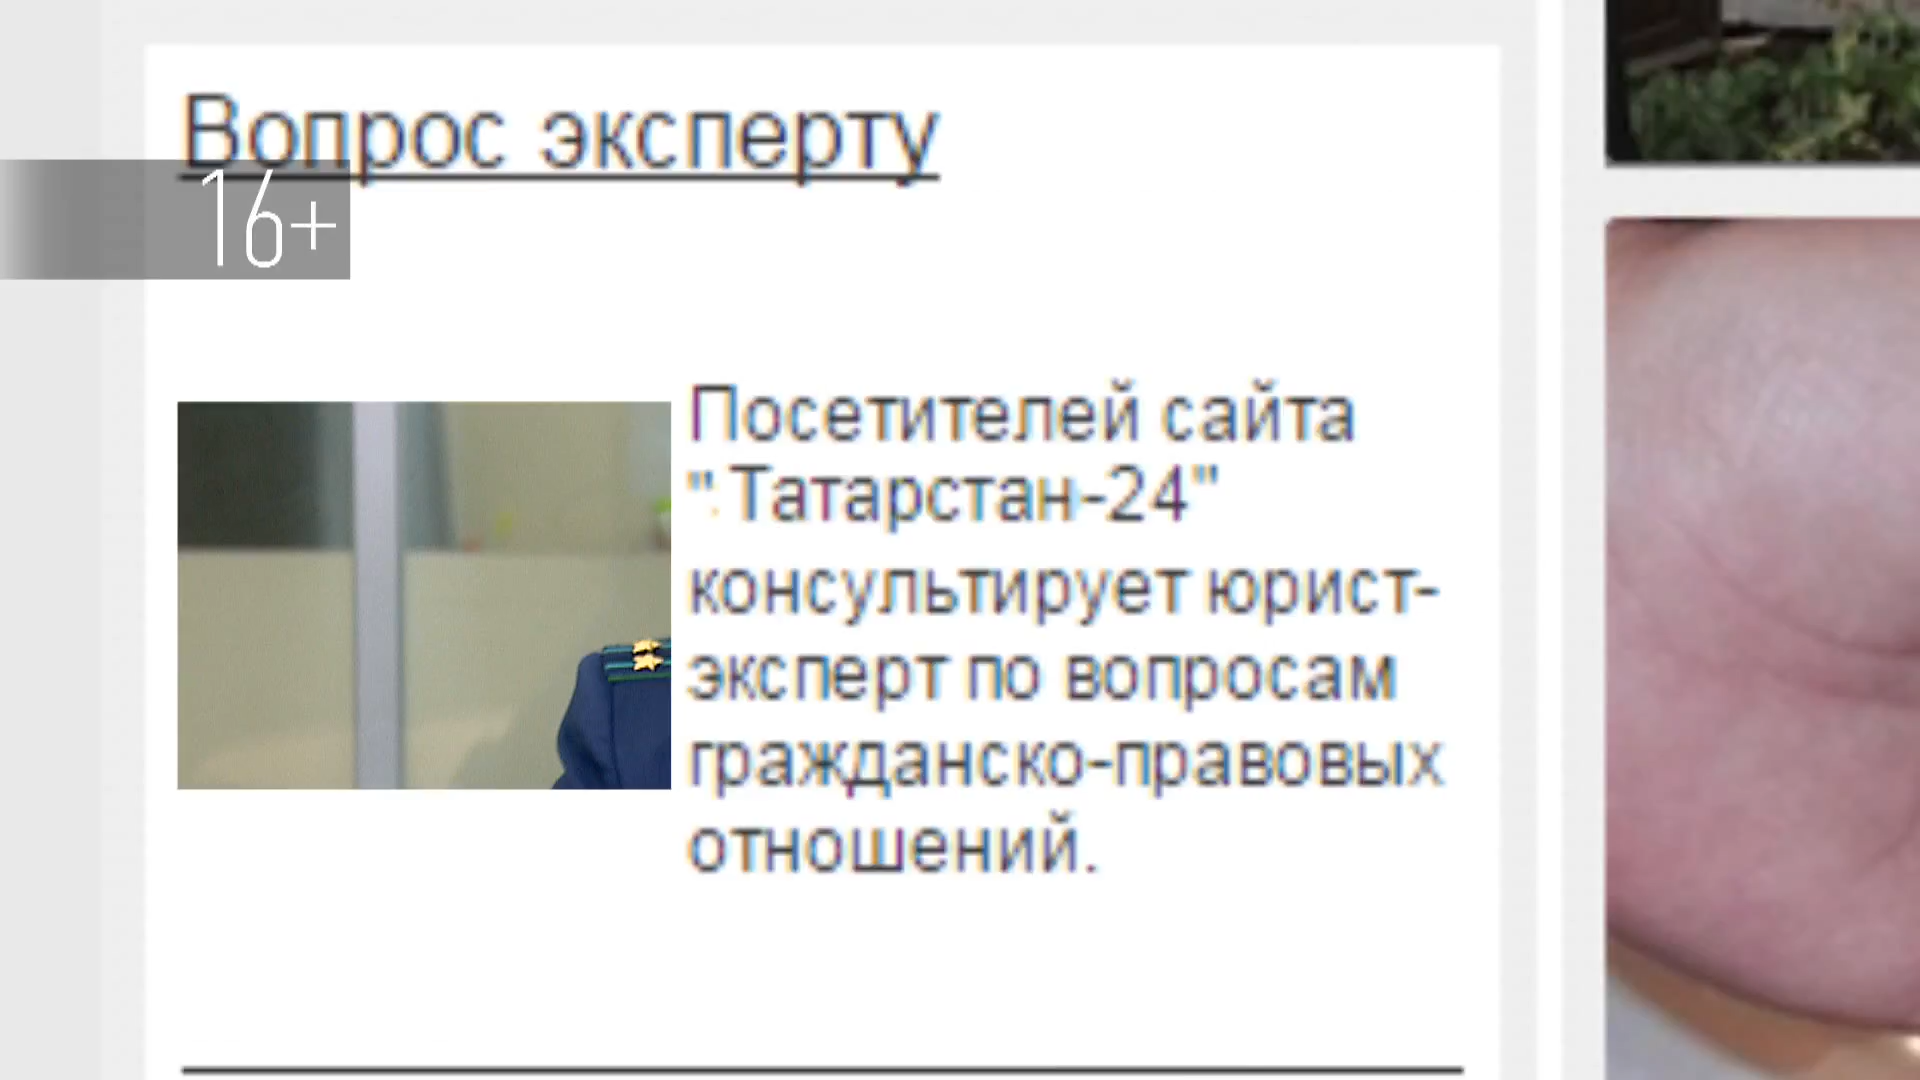 Вопрос эксперту
16+
Посетителей сайта
"Татарстан-24"
консультирует юрист-
эксперт по вопросам
гражданско-правовых
отношений.